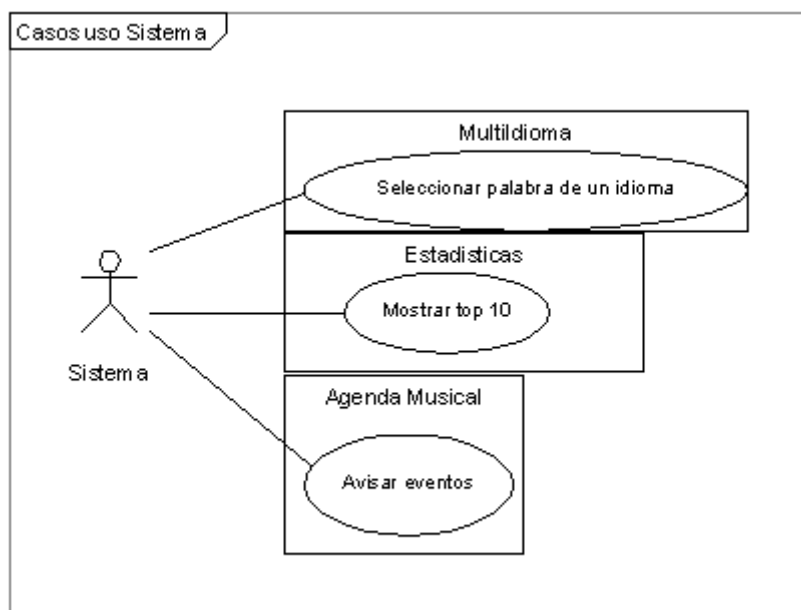 Casos uso Sistema
MultiIdioma
Seleccionar palabra de un idioma
Estadisticas
Mostrar top 10
Sistema
Agenda Musical
Avisar eventos